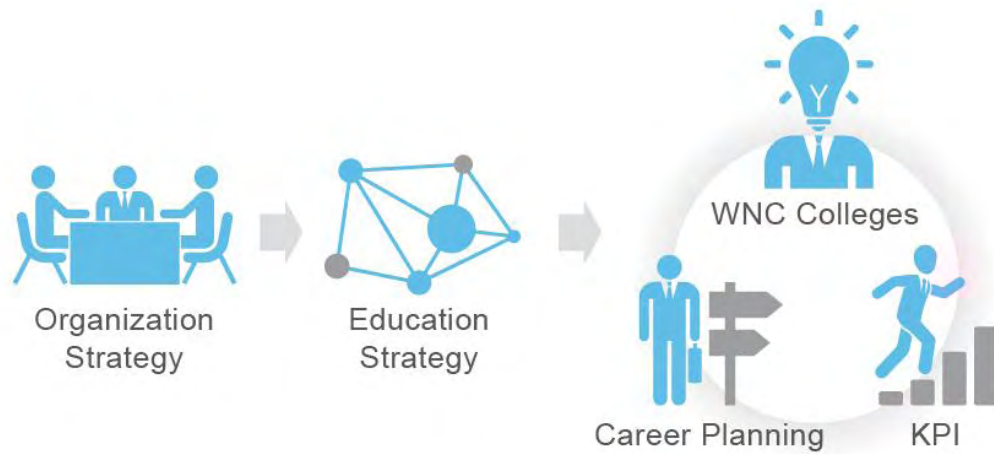 WNC Colleges
Organization
Strategy
Education
Strategy
Career Planning
KPI